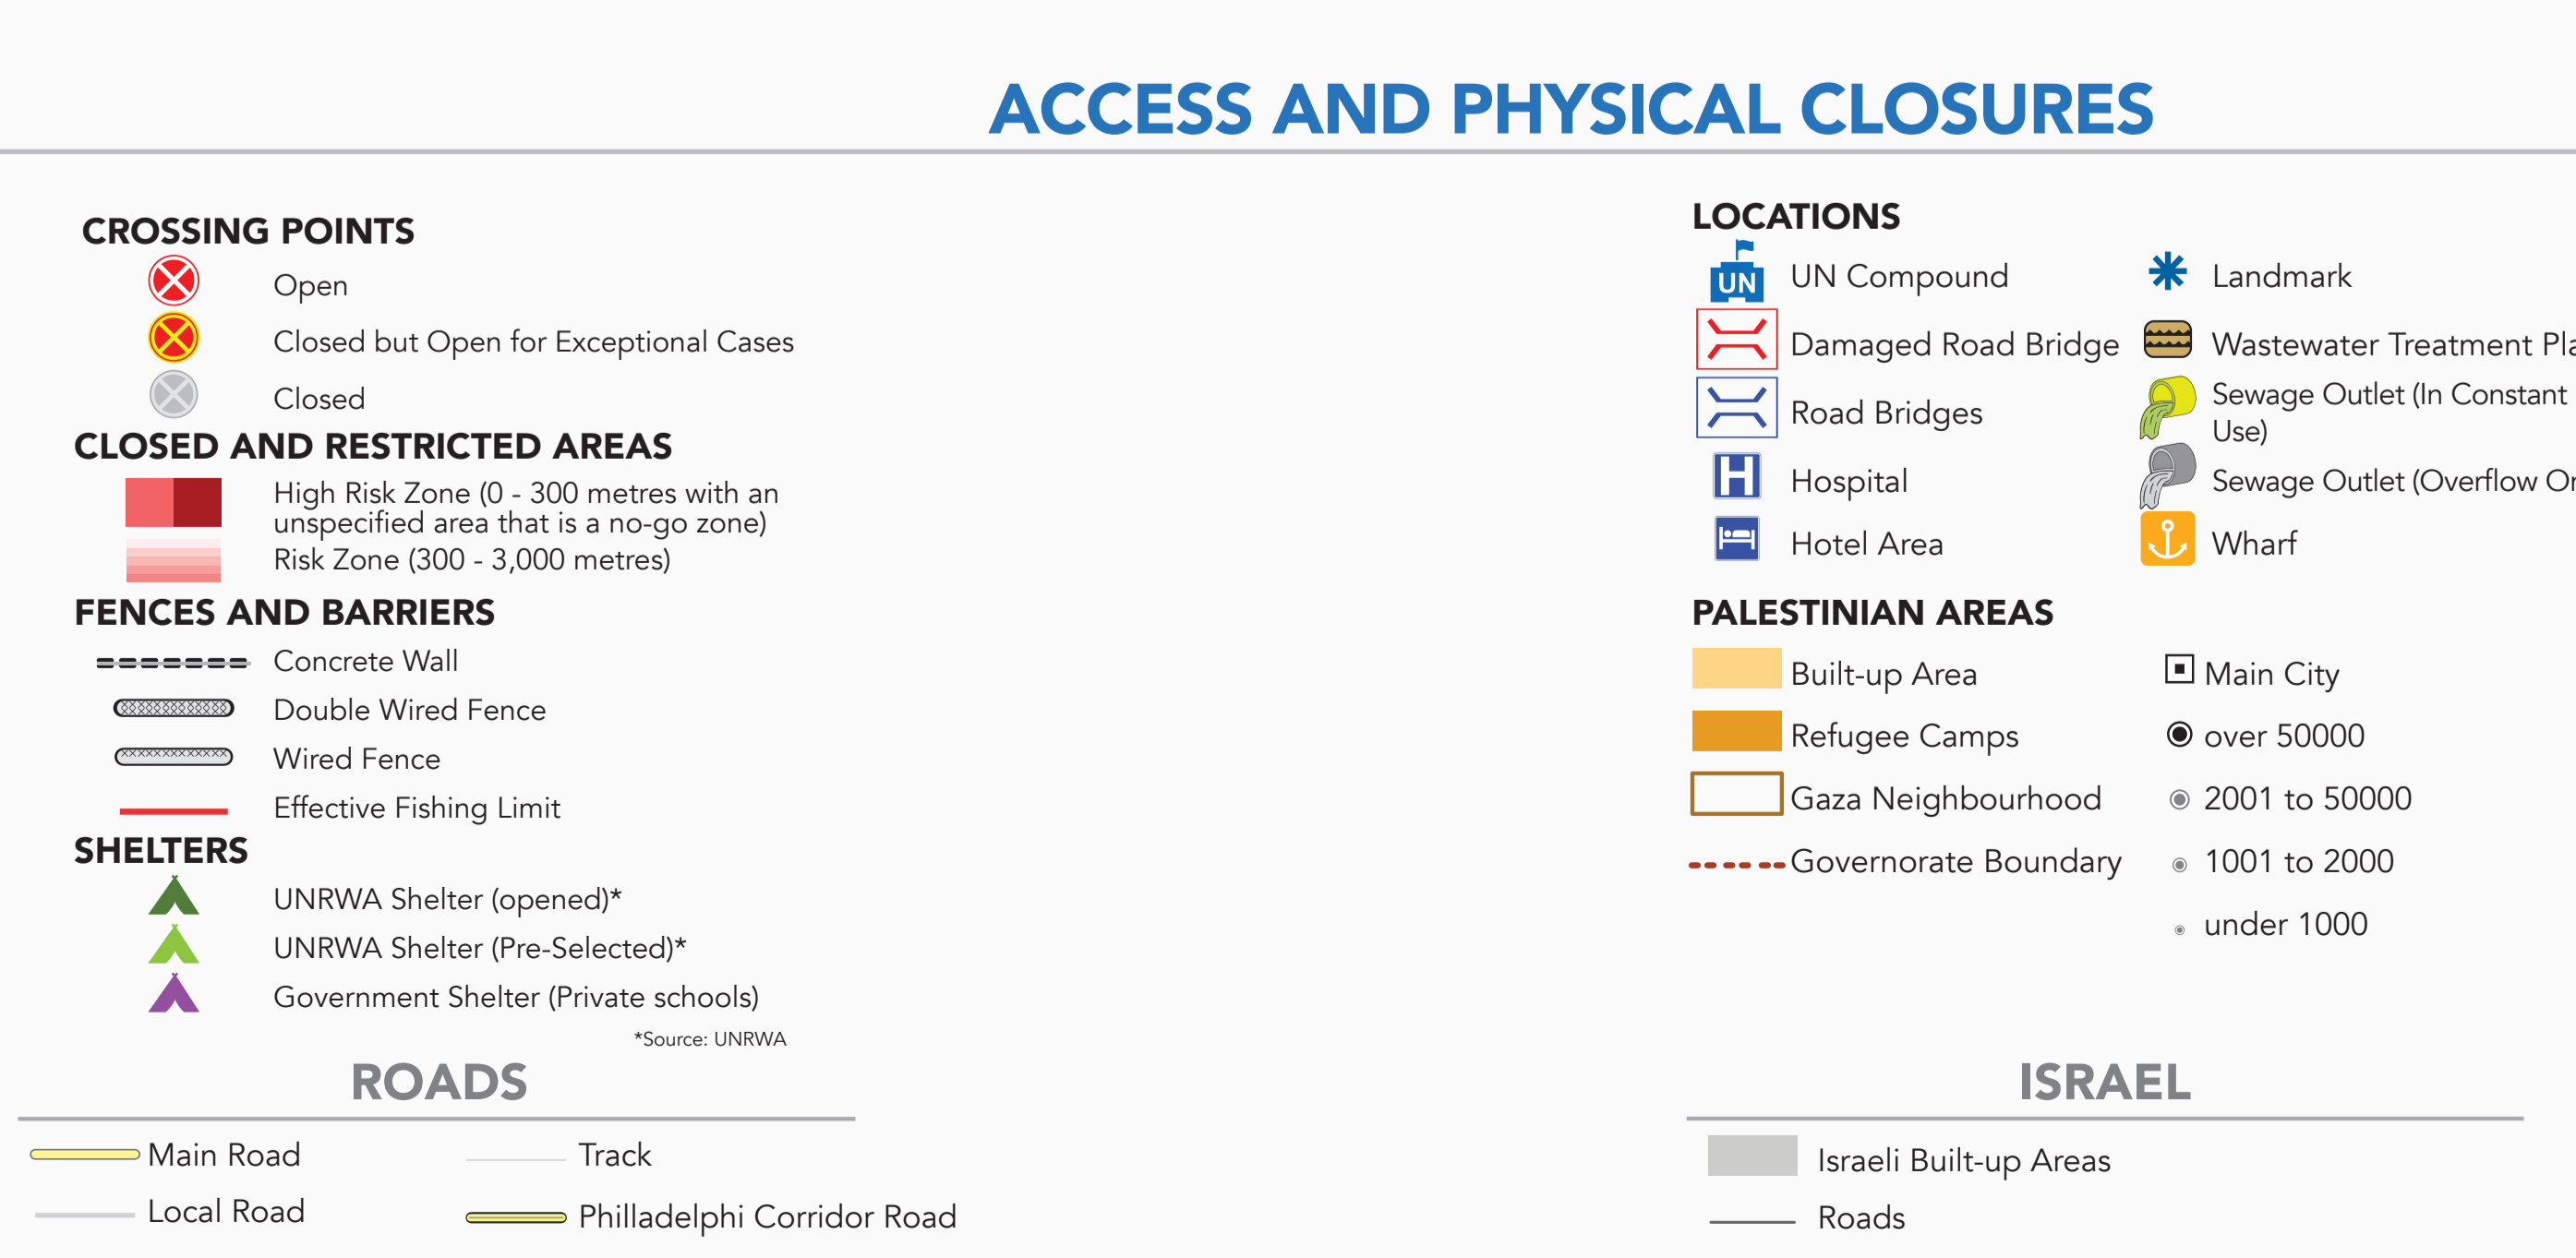 ACCESS AND PHYSICAL CLOSURES
CROSSING POINTS
Open
Closed but Open for Exceptional Cases
Closed
CLOSED AND RESTRICTED AREAS
High Risk Zone (0 - 300 metres with an
unspecified area that is a no-go zone)
Risk Zone (300 - 3,000 metres)
FENCES AND BARRIERS
Concrete Wall
Double Wired Fence
Wired Fence
Effective Fishing Limit
SHELTERS
UNRWA Shelter (opened)*
UNRWA Shelter (Pre-Selected)*
Government Shelter (Private schools)
*Source: UNRWA
LOCATIONS
UN
UN Compound
Damaged Road Bridge
Road Bridges
H
Hospital
Hotel Area
Landmark
Wastewater Treatment
Sewage Outlet (In Constant
Use)
Sewage Outlet (Overflow
Wharf
PALESTINIAN AREAS
Built-up Area
Refugee Camps
Gaza Neighbourhood
Governorate Boundary
Main City
over 50000
2001 to 50000
1001 to 2000
under 1000
ROADS
Main Road
Local Road
Track
Philladelphi Corridor Road
ISRAEL
Israeli Built-up Areas
Roads